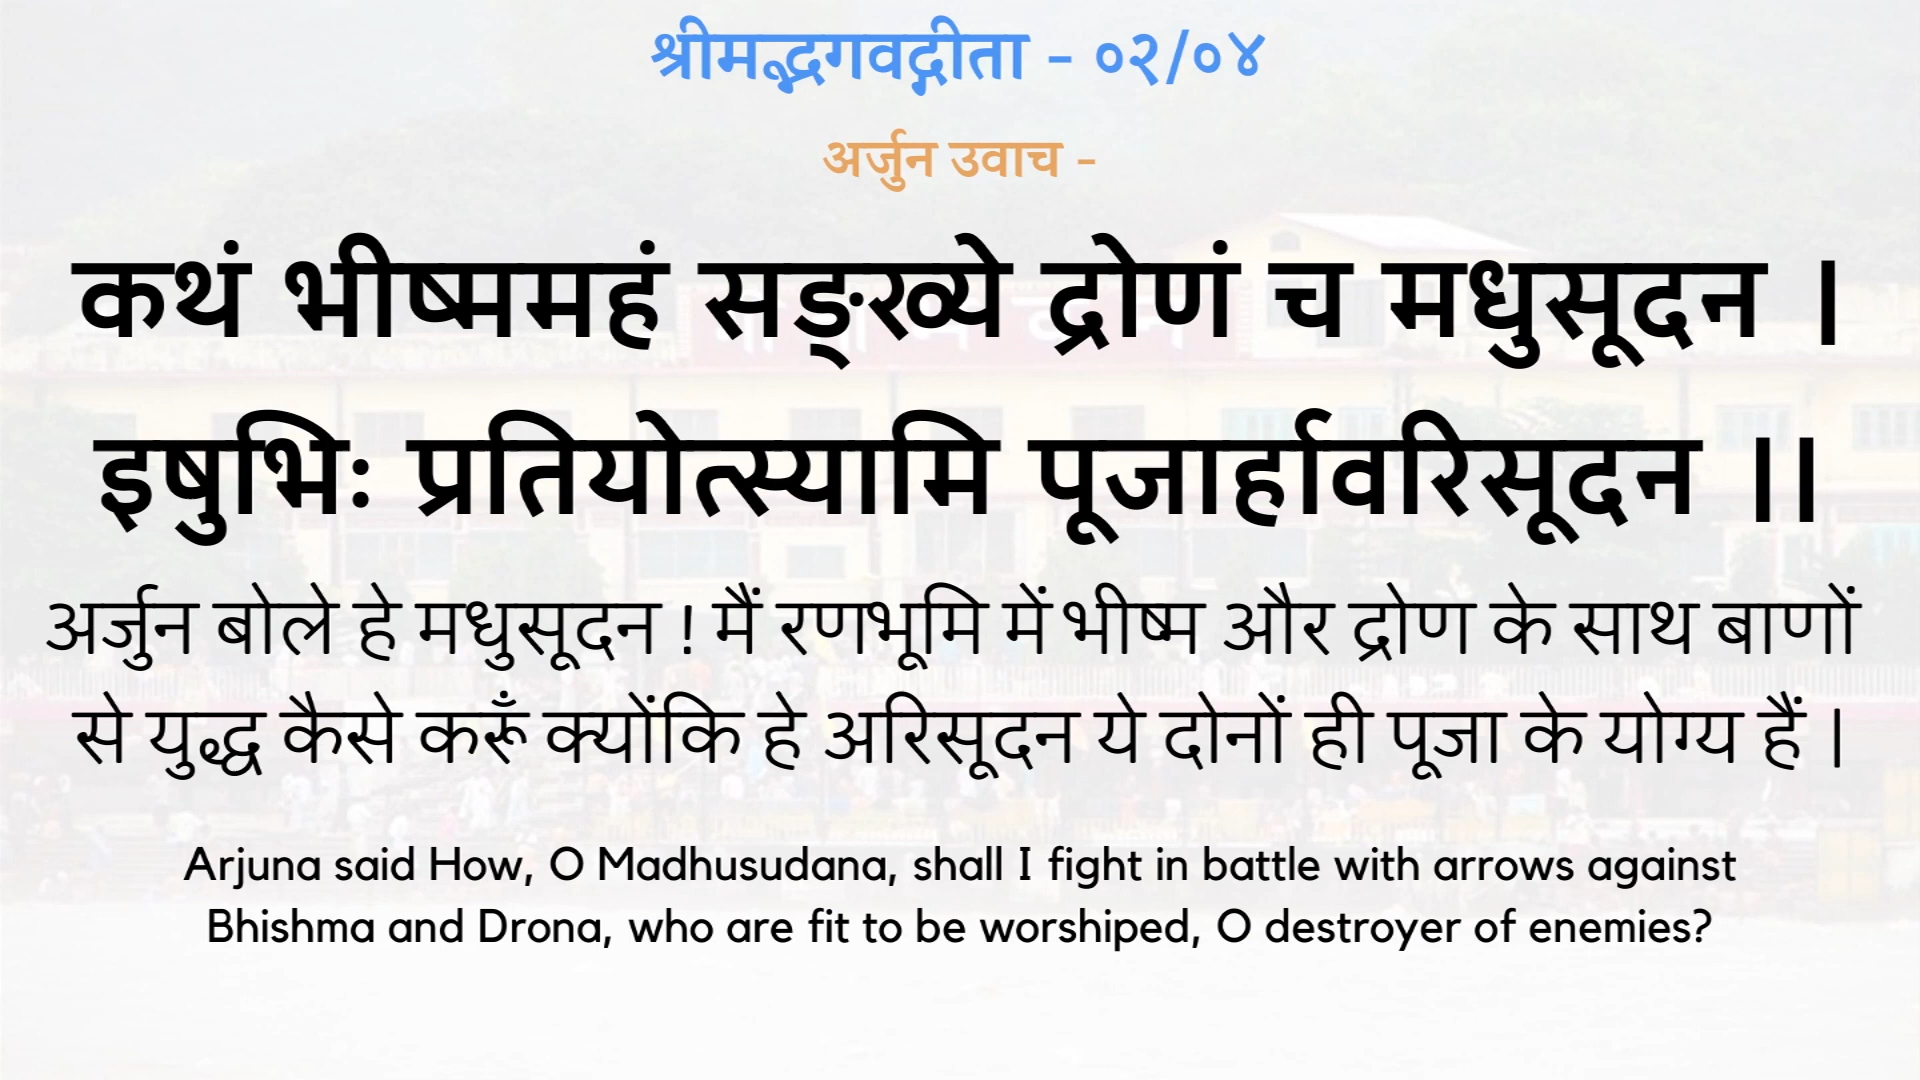 श्रीमद्भगवद्गीता - ०२/०४
अर्जुन उवाच -
कथं भीष्ममहं सङ्ख्ये द्रोणं च मधुसूदन ।
इषुभिः प्रतियोत्स्यामि पूजार्हावरिसूदन ।।
अर्जुन बोले हे मधुसूदन ! मैं रणभूमि में भीष्म और द्रोण के साथ बाणों
से युद्ध कैसे करूँ क्योंकि हे अरिसूदन ये दोनों ही पूजा के योग्य हैं ।
Arjuna said How, O Madhusudana, shall I fight in battle with arrows against
Bhishma and Drona, who are fit to be worshiped, O destroyer of enemies?